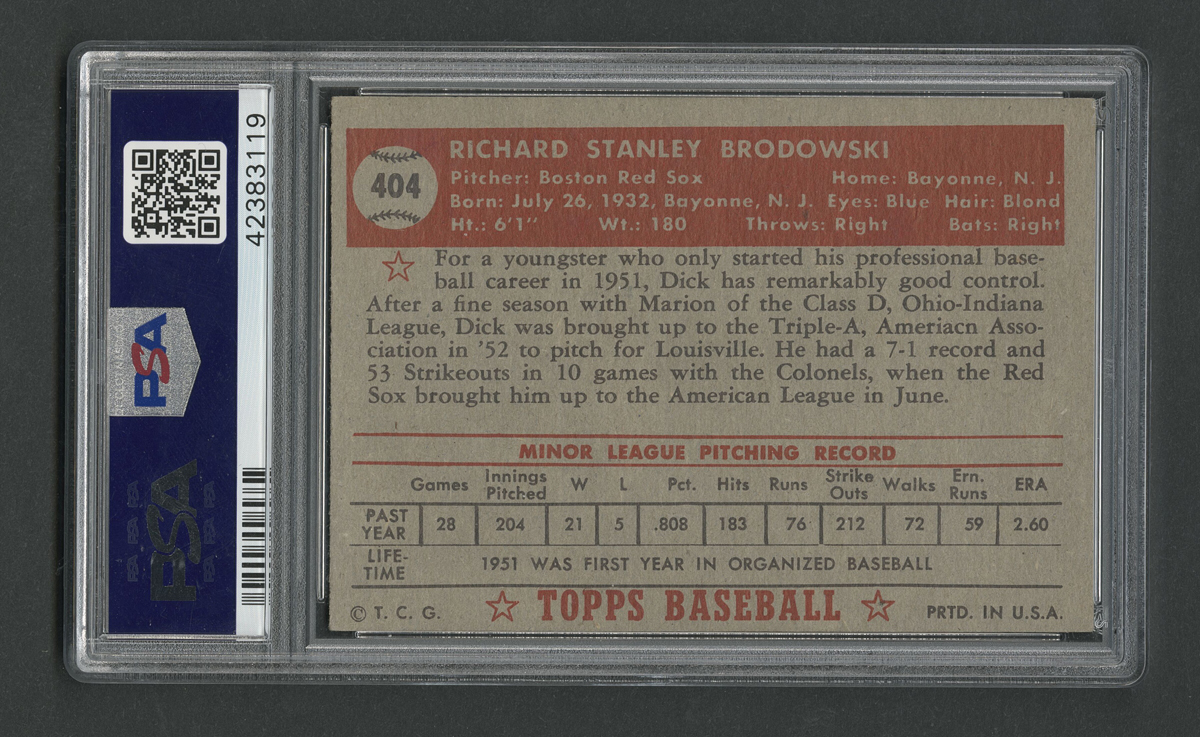 42383119
PSA
PSA
RICHARD STANLEY BRODOWSKI
404
Pitcher: Boston Red Sox Home: Bayonne, N. J.
Born: July 26, 1932, Bayonne, N. J. Eyes: Blue Hair: Blond
Ht.: 6'1" Wt.: 180 Throws: Right Bats: Right
For a youngster who only started his professional base-
ball career in 1951, Dick has remarkably good control.
After a fine season with Marion of the Class D, Ohio-Indiana
League, Dick was brought up to the Triple-A, Ameriacn Asso-
ciation in '52 to pitch for Louisville. He had a 7-1 record and
53 Strikeouts in 10 games with the Colonels, when the Red
Sox brought him up to the American League in June.
MINOR LEAGUE PITCHING RECORD
Games Innings Pitched W L Pct. Hits Runs Strike Outs Walks Ern. Runs ERA
PAST YEAR 28 204 21 5 .808 183 76 212 72 59 2.60
LIFE-TIME 1951 WAS FIRST YEAR IN ORGANIZED BASEBALL
© T. C. G. TOPPS BASEBALL PRTD. IN U.S.A.